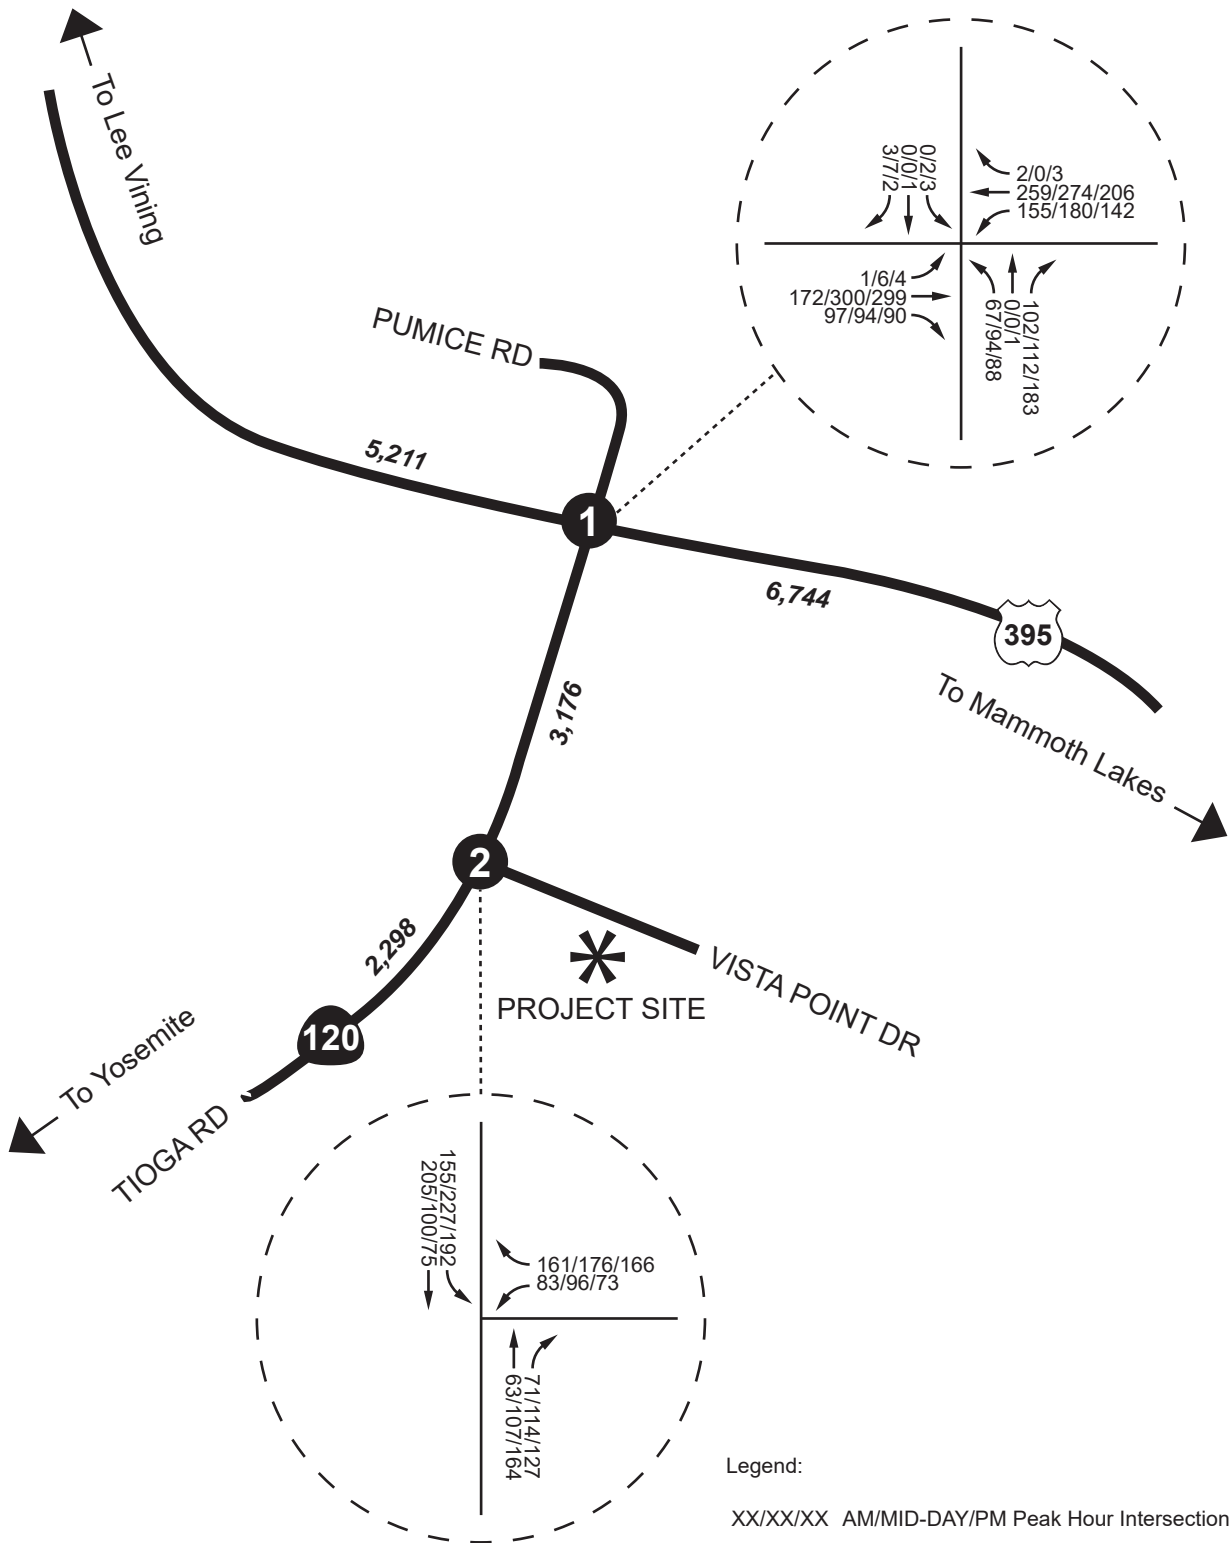 To Lee Vining
0/2/3
0/0/1
3/7/2
2/0/3
259/274/206
155/180/142
1/6/4
172/300/299
97/94/90
102/112/183
0/0/1
67/94/88
PUMICE RD
5,211
1
6,744
395
To Mammoth Lakes
3,176
2
2,298
VISTA POINT DR
PROJECT SITE
120
To Yosemite
TIOGA RD
155/227/192
205/100/75
161/176/166
83/96/73
71/114/127
63/107/164
Legend:
XX/XX/XX AM/MID-DAY/PM Peak Hour Intersection